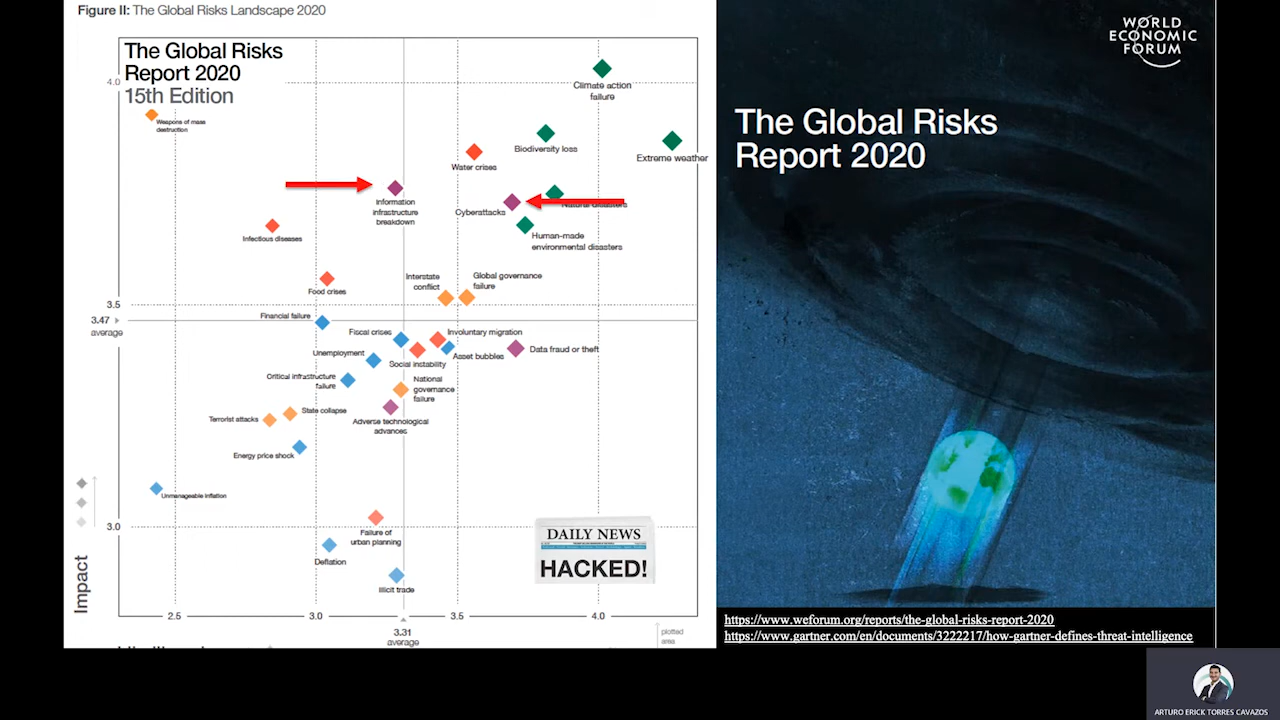 Figure II: The Global Risks Landscape 2020
The Global Risks
Report 2020
15th Edition
4.0
Climate action
failure
Weapons of mass
destruction
Biodiversity loss
Extreme weather
Water crises
Information
infrastructure
breakdown
Cyberattacks
Natural disasters
Human-made
environmental disasters
Infectious diseases
Food crises
Interstate
conflict
Global governance
failure
3.5
3.47
average
Financial failure
Fiscal crises
Involuntary migration
Unemployment
Social instability
Asset bubbles
Data fraud or theft
Critical infrastructure
failure
National
governance
failure
Terrorist attacks
State collapse
Adverse technological
advances
Energy price shock
Unmanageable inflation
3.0
Failure of
urban planning
Deflation
Illicit trade
Impact
DAILY NEWS
HACKED!
2.5
3.0
3.5
4.0
3.31
average
plotted
area
WORLD
ECONOMIC
FORUM
The Global Risks
Report 2020
https://www.weforum.org/reports/the-global-risks-report-2020
https://www.gartner.com/en/documents/3222217/how-gartner-defines-threat-intelligence
ARTURO ERICK TORRES CAVAZOS